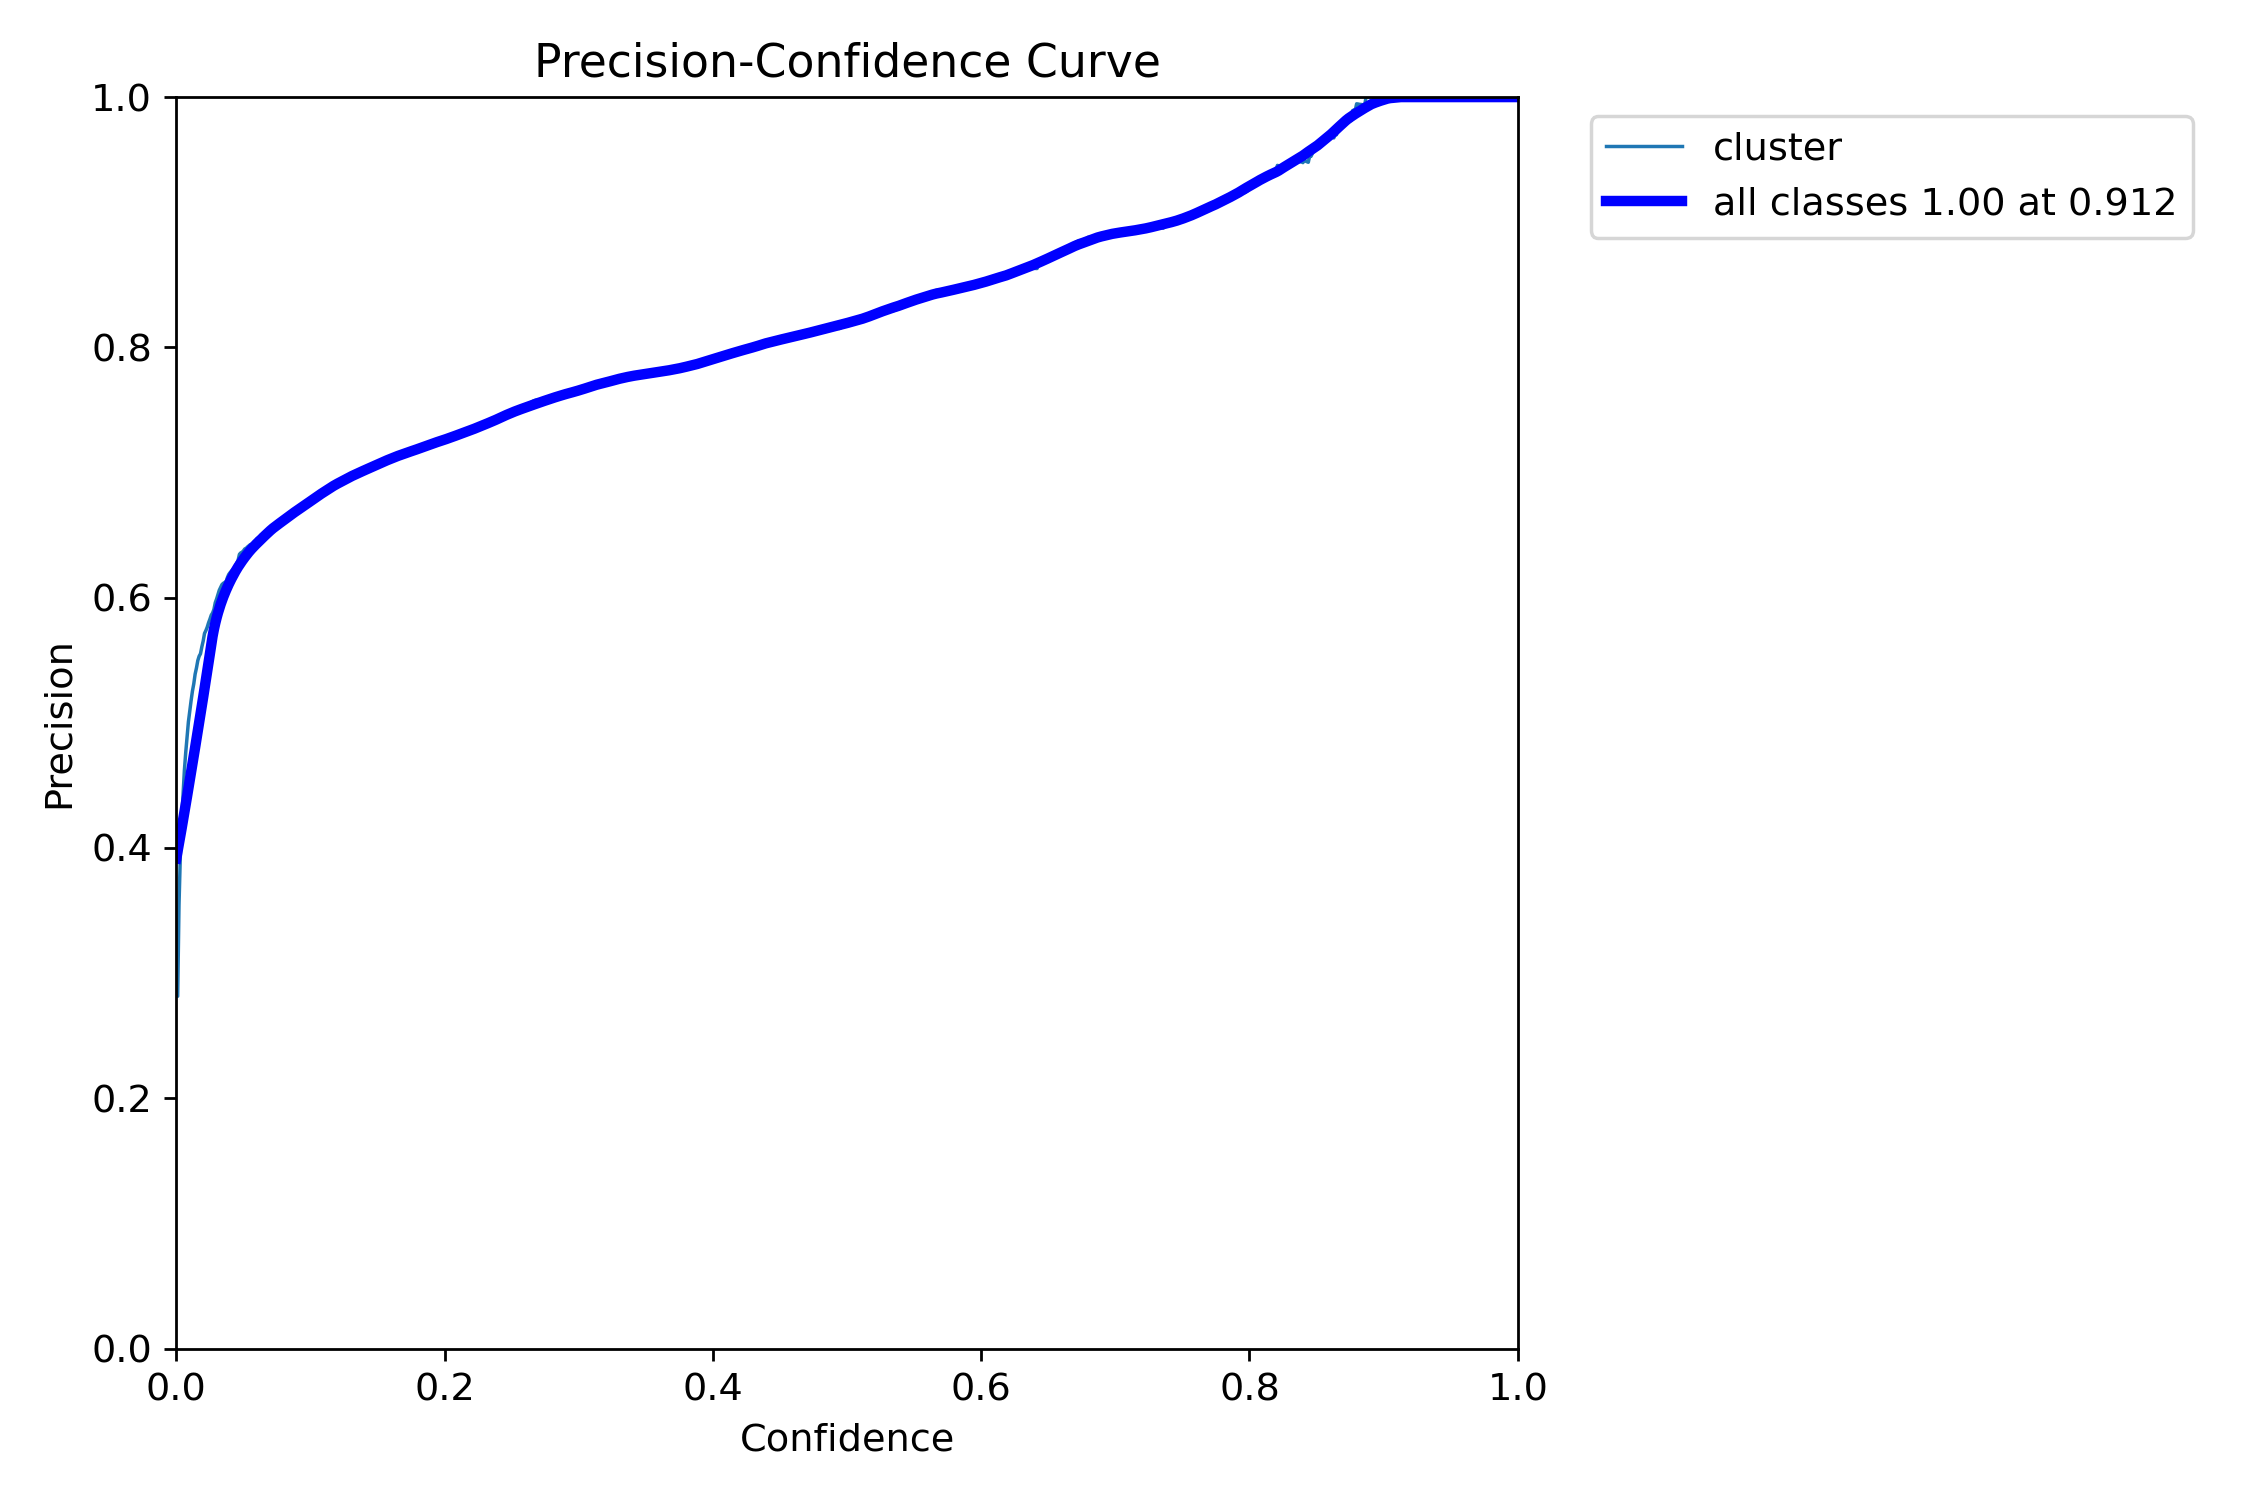 Precision-Confidence Curve
1.0
0.8
0.6
0.4
0.2
0.0
Precision
0.0 0.2 0.4 0.6 0.8 1.0
Confidence
cluster
all classes 1.00 at 0.912